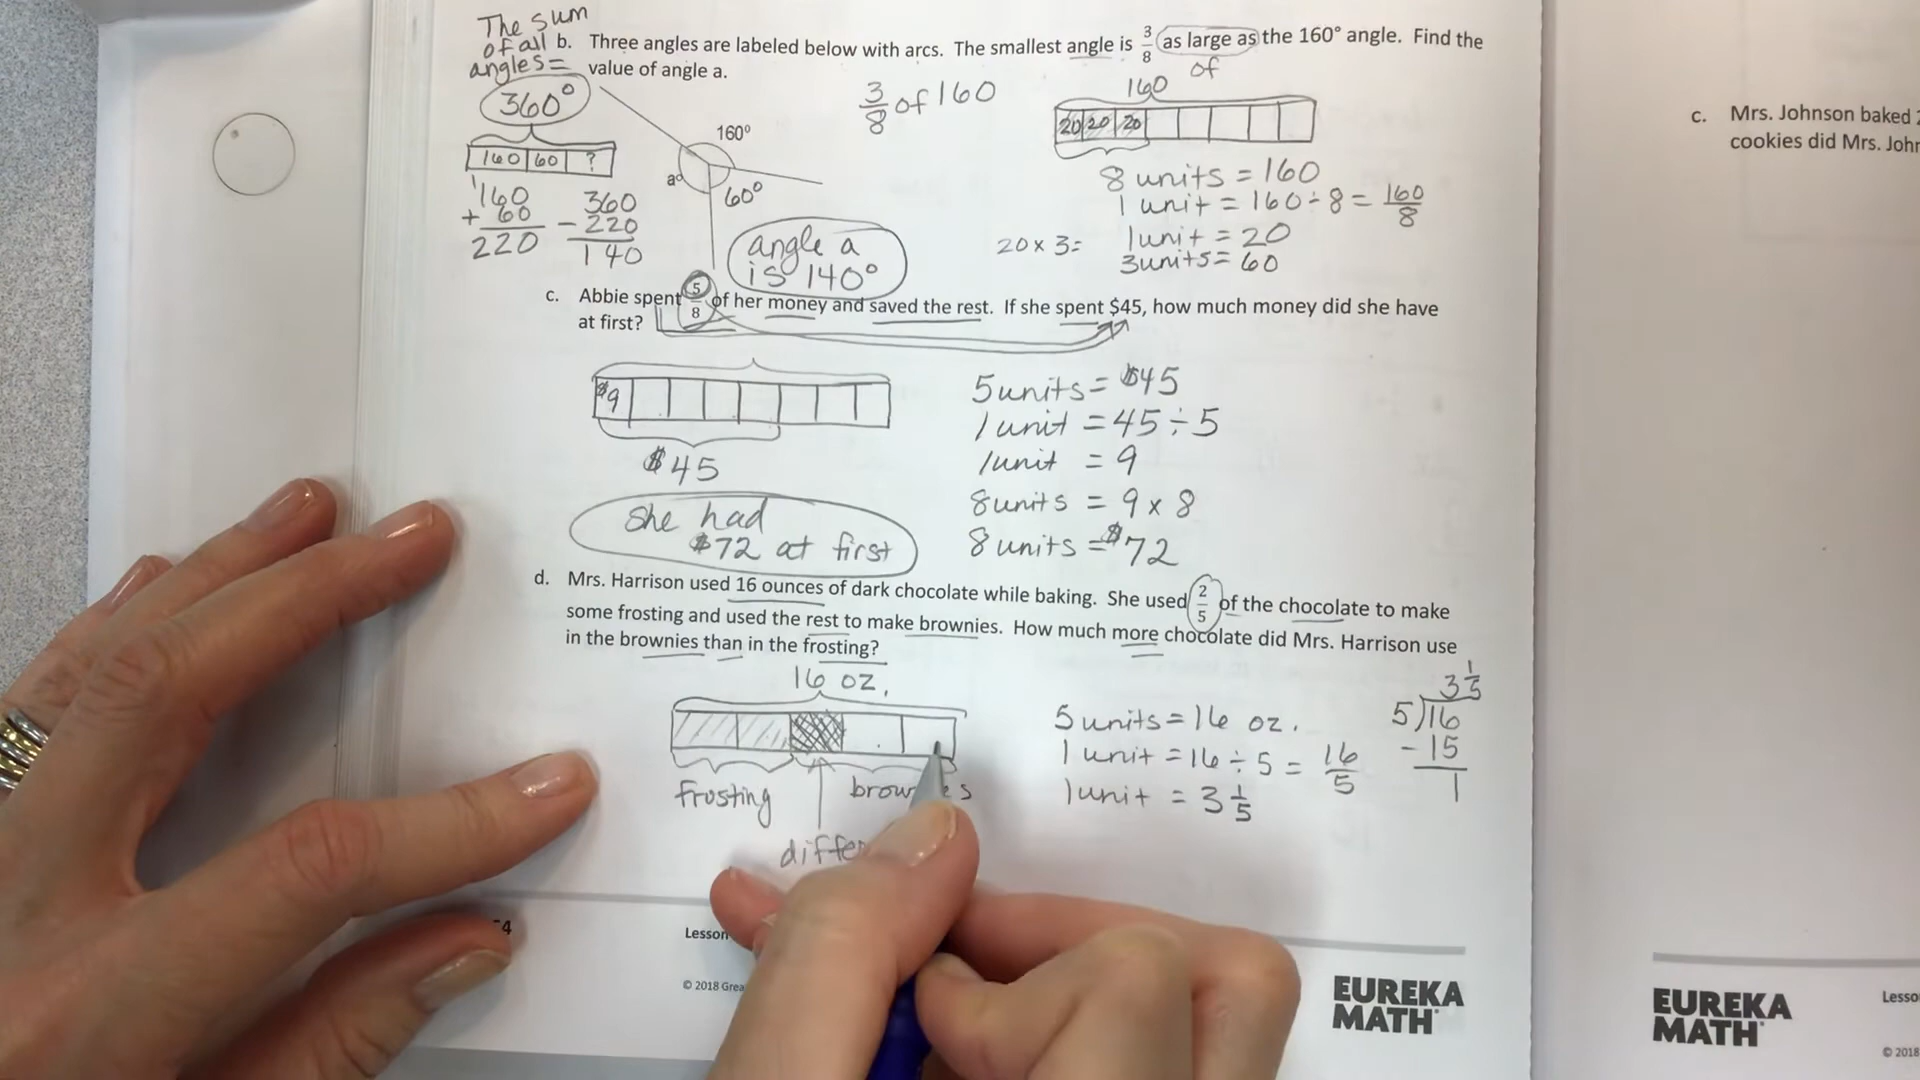 The sum
of all
angles =
360°
b. Three angles are labeled below with arcs. The smallest angle is 3/8 as large as the 160° angle. Find the
value of angle a.
of
3/8 of 160
160
20 20 20
160 60 ?
1
160
+ 60
220
360
- 220
140
160°
a°
60°
angle a
is 140°
8 units = 160
1 unit = 160 ÷ 8 = 160/8
20 x 3 =
1 unit = 20
3 units = 60
c. Abbie spent 5/8 of her money and saved the rest. If she spent $45, how much money did she have
at first?
$9
$45
5 units = $45
1 unit = 45 ÷ 5
1 unit = 9
8 units = 9 x 8
8 units = $72
she had
$72 at first
d. Mrs. Harrison used 16 ounces of dark chocolate while baking. She used 2/5 of the chocolate to make
some frosting and used the rest to make brownies. How much more chocolate did Mrs. Harrison use
in the brownies than in the frosting?
16 oz.
frosting
5 units = 16 oz.
1 unit = 16 ÷ 5 = 16/5
1 unit = 3 1/5
3 1/5
5)16
- 15
1
Lesson
© 2018
EUREKA
MATH
c. Mrs. Johnson baked
cookies did Mrs.
EUREKA
MATH
© 2018